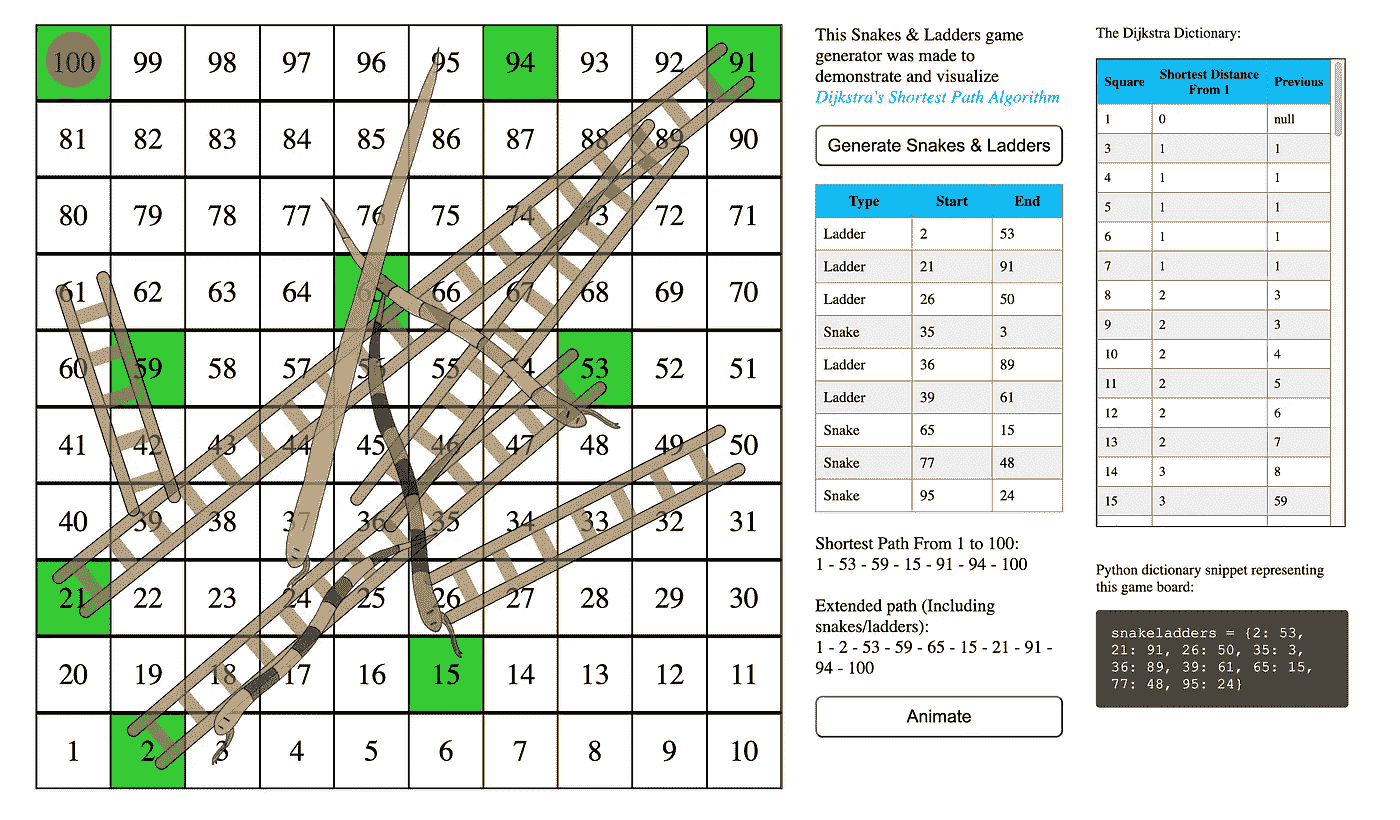 100 99 98 97 96 95 94 93 92 91
81 82 83 84 85 86 87 88 89 90
80 79 78 77 76 75 74 73 72 71
61 62 63 64 65 66 67 68 69 70
60 59 58 57 56 55 54 53 52 51
41 42 43 44 45 46 47 48 49 50
40 39 38 37 36 35 34 33 32 31
21 22 23 24 25 26 27 28 29 30
20 19 18 17 16 15 14 13 12 11
1 2 3 4 5 6 7 8 9 10
This Snakes & Ladders game
generator was made to
demonstrate and visualize
Dijkstra's Shortest Path Algorithm
Generate Snakes & Ladders
Type Start End
Ladder 2 53
Ladder 21 91
Ladder 26 50
Snake 35 3
Ladder 36 89
Ladder 39 61
Snake 65 15
Snake 77 48
Snake 95 24
Shortest Path From 1 to 100:
1 - 53 - 59 - 15 - 91 - 94 - 100
Extended path (Including
snakes/ladders):
1 - 2 - 53 - 59 - 65 - 15 - 21 - 91 -
94 - 100
Animate
The Dijkstra Dictionary:
Square Shortest Distance Previous
From 1
1 0 null
3 1 1
4 1 1
5 1 1
6 1 1
7 1 1
8 2 3
9 2 3
10 2 4
11 2 5
12 2 6
13 2 7
14 3 8
15 3 59
Python dictionary snippet representing
this game board:
snakeladders = {2: 53,
21: 91, 26: 50, 35: 3,
36: 89, 39: 61, 65: 15,
77: 48, 95: 24}